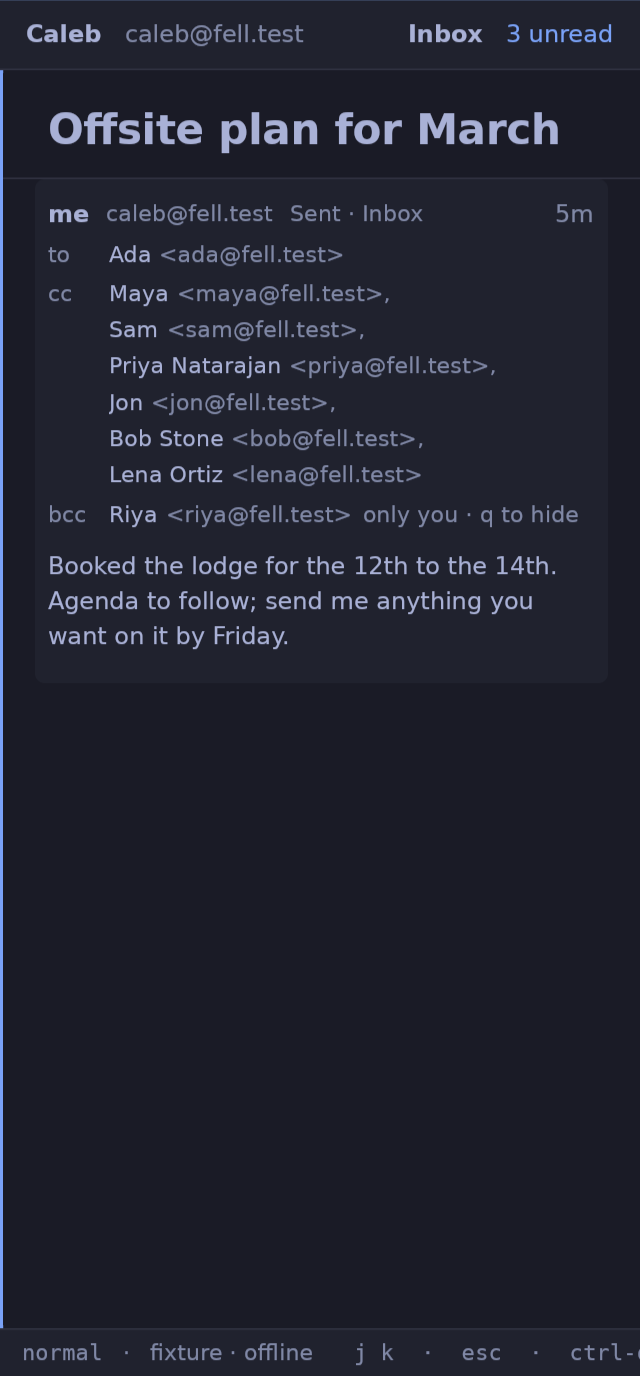 Caleb caleb@fell.test Inbox 3 unread
Offsite plan for March
me caleb@fell.test Sent · Inbox 5m
to Ada <ada@fell.test>
cc Maya <maya@fell.test>,
Sam <sam@fell.test>,
Priya Natarajan <priya@fell.test>,
Jon <jon@fell.test>,
Bob Stone <bob@fell.test>,
Lena Ortiz <lena@fell.test>
bcc Riya <riya@fell.test> only you · q to hide
Booked the lodge for the 12th to the 14th.
Agenda to follow; send me anything you
want on it by Friday.
normal · fixture · offline j k · esc ·